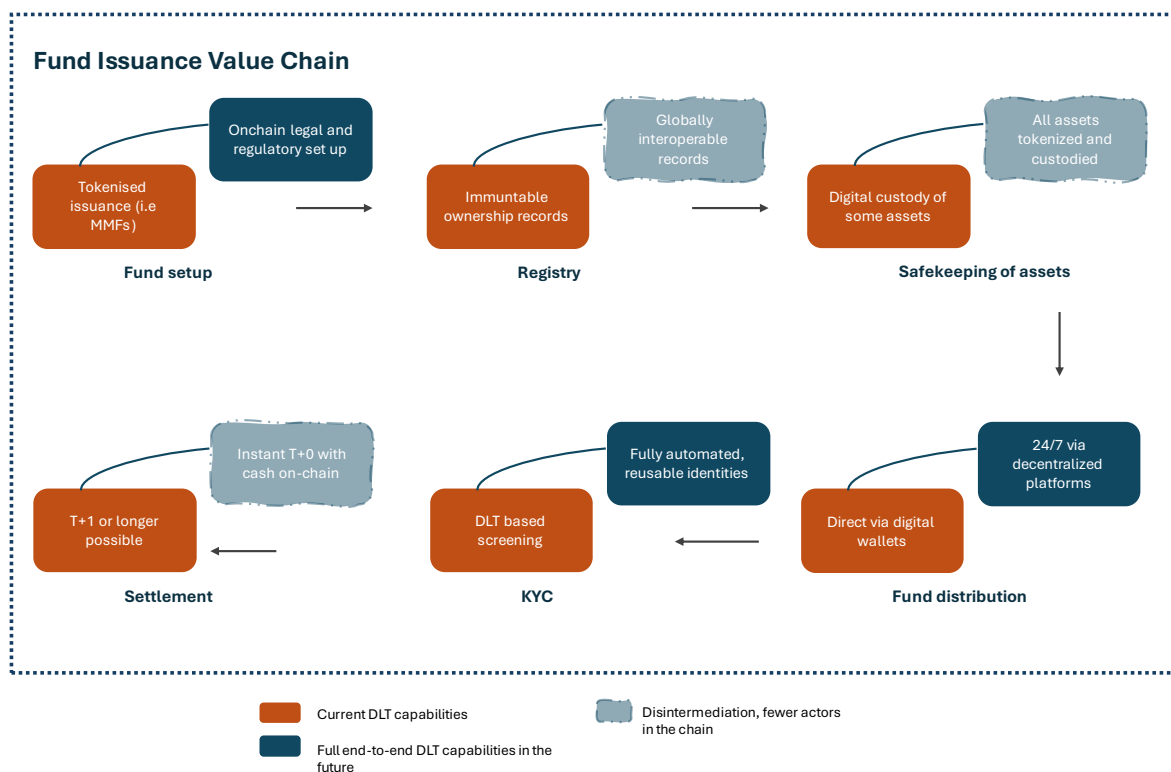 Fund Issuance Value Chain
Onchain legal and
regulatory set up
Tokenised
issuance (i.e
MMFs)
Fund setup
Globally
interoperable
records
Immuntable
ownership records
Registry
All assets
tokenized and
custodied
Digital custody of
some assets
Safekeeping of assets
24/7 via
decentralized
platforms
Direct via digital
wallets
Fund distribution
Fully automated,
reusable identities
DLT based
screening
KYC
Instant T+0 with
cash on-chain
T+1 or longer
possible
Settlement
Current DLT capabilities
Full end-to-end DLT capabilities in the
future
Disintermediation, fewer actors
in the chain